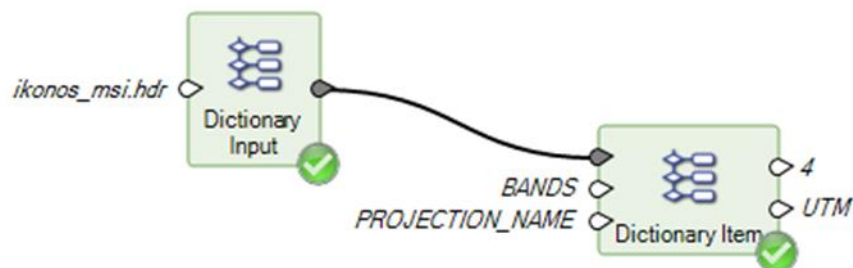 ikonos_msi.hdr
Dictionary
Input
BANDS
PROJECTION_NAME
Dictionary Item
4
UTM